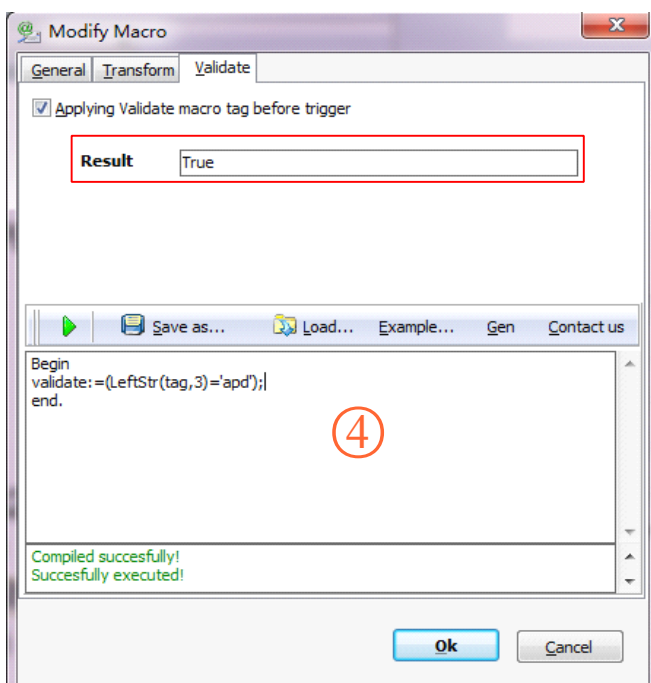 Modify Macro
General Transform Validate
Applying Validate macro tag before trigger
Result True
Save as... Load... Example... Gen Contact us
Begin
validate:=(LeftStr(tag,3)='apd');
end.
4
Compiled succesfully!
Succesfully executed!
Ok Cancel